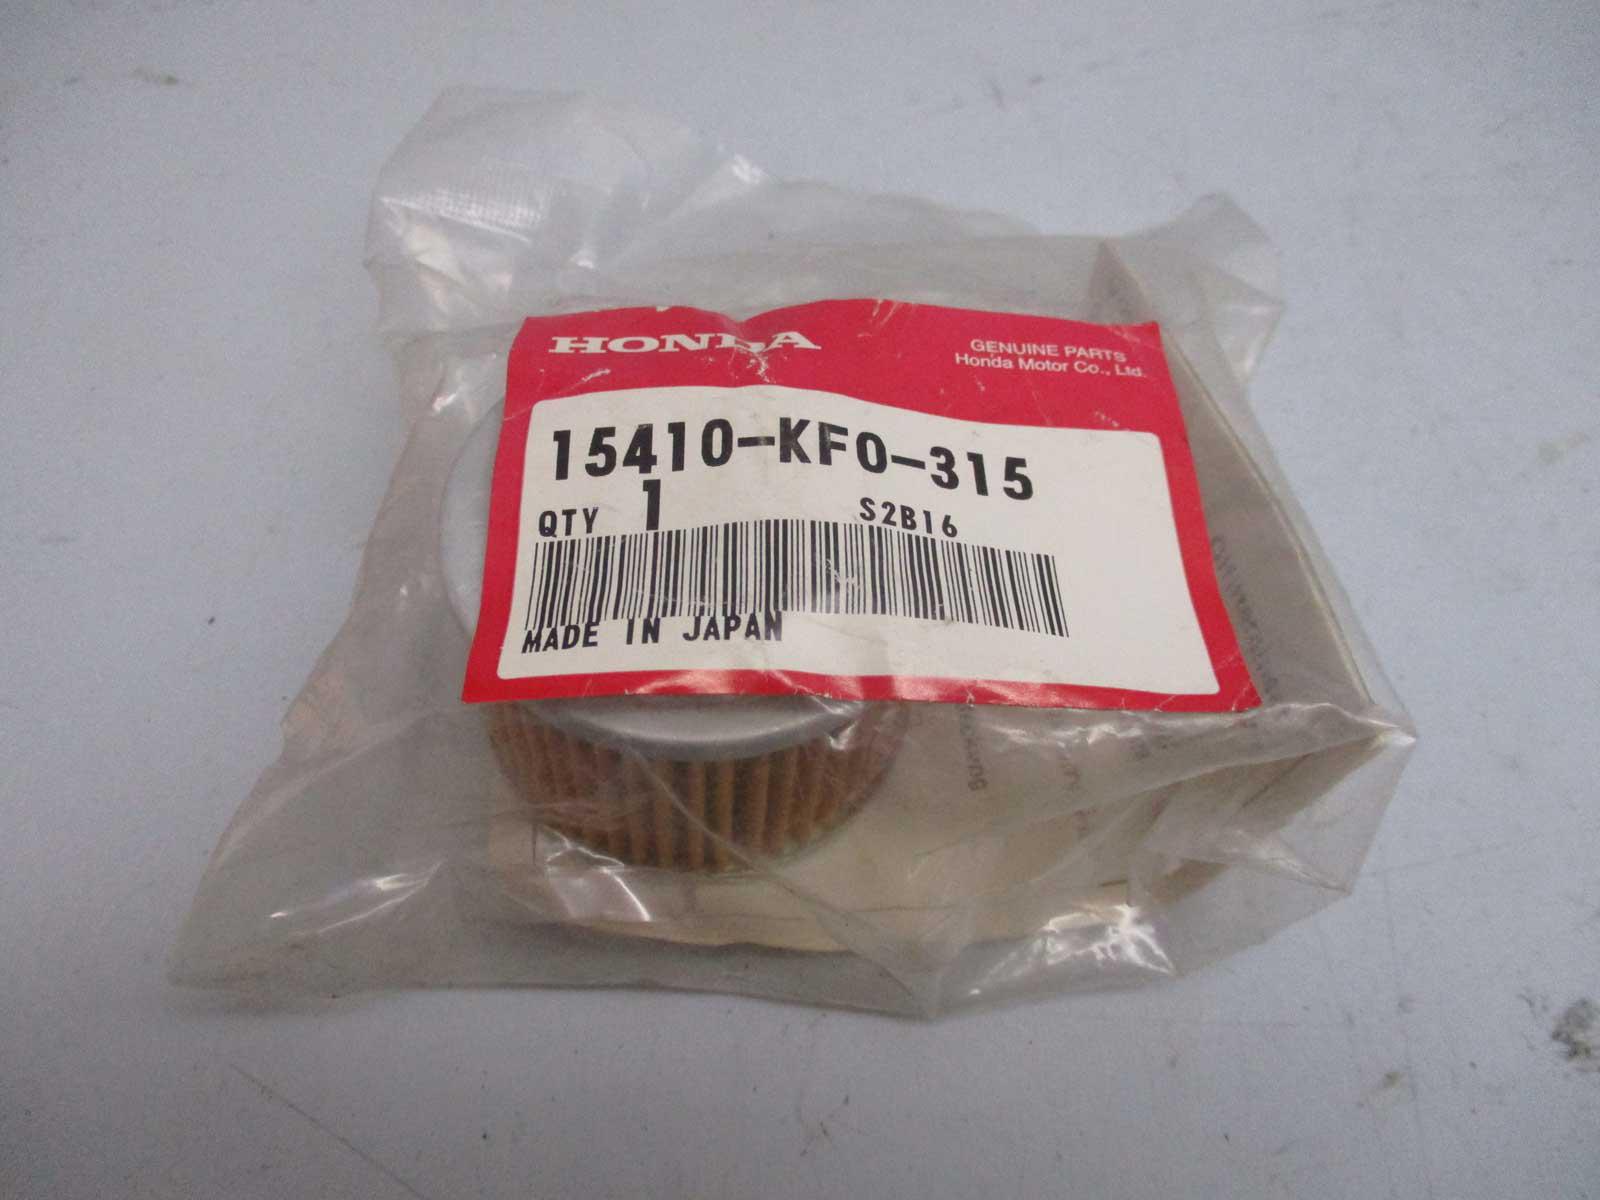 HONDA
GENUINE PARTS
Honda Motor Co., Ltd.
15410-KF0-315
QTY 1 S2B16
MADE IN JAPAN